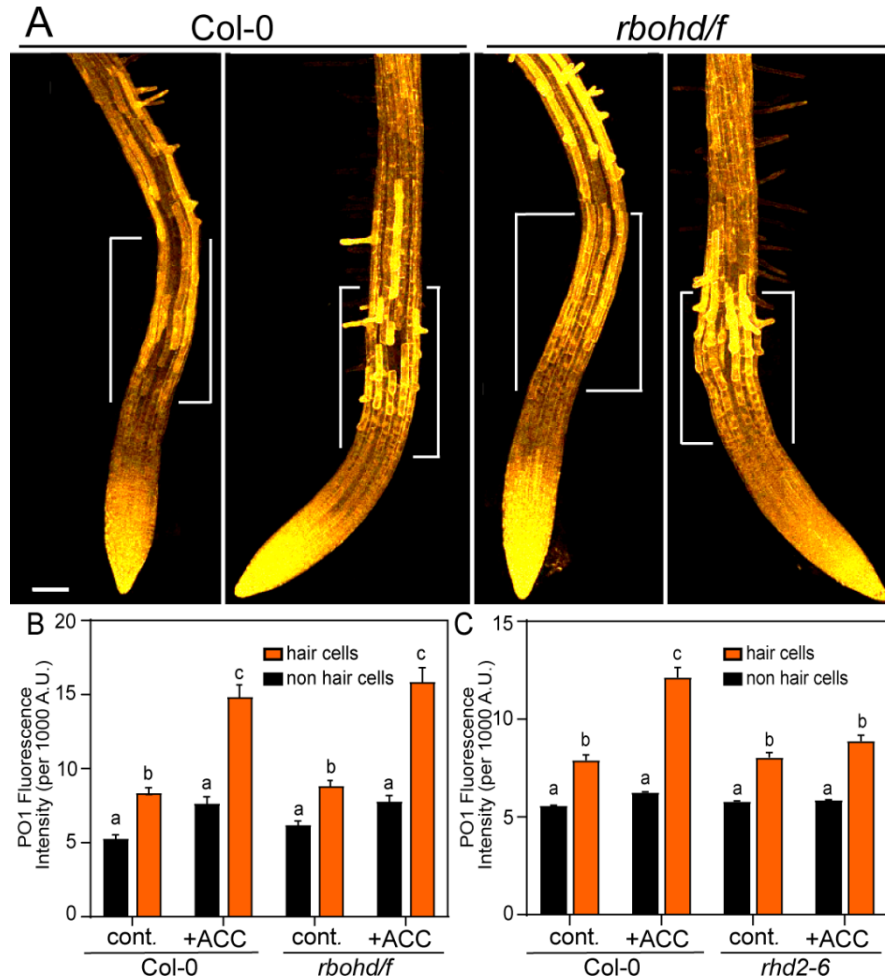 A
Col-0
rbohd/f
B
20
15
10
5
0
PO1 Fluorescence
Intensity (per 1000 A.U.)
hair cells
non hair cells
a
b
a
c
a
b
a
c
cont.
+ACC
cont.
+ACC
Col-0
rbohd/f
C
15
10
5
0
PO1 Fluorescence
Intensity (per 1000 A.U.)
hair cells
non hair cells
a
b
a
c
a
b
a
b
cont.
+ACC
cont.
+ACC
Col-0
rhd2-6